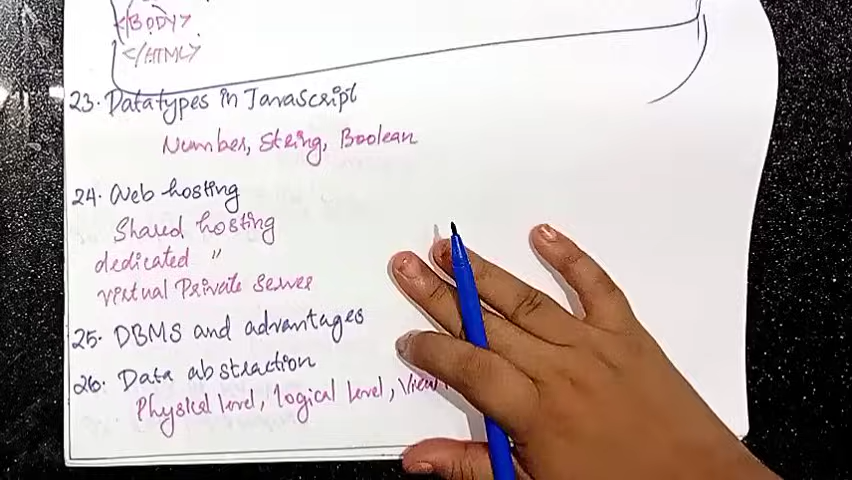 </BODY>
</HTML>
23. Datatypes in JavaScript
Number, String, Boolean
24. Web hosting
Shared hosting
dedicated "
Virtual Private Server
25. DBMS and advantages
26. Data abstraction
Physical level, logical level, View